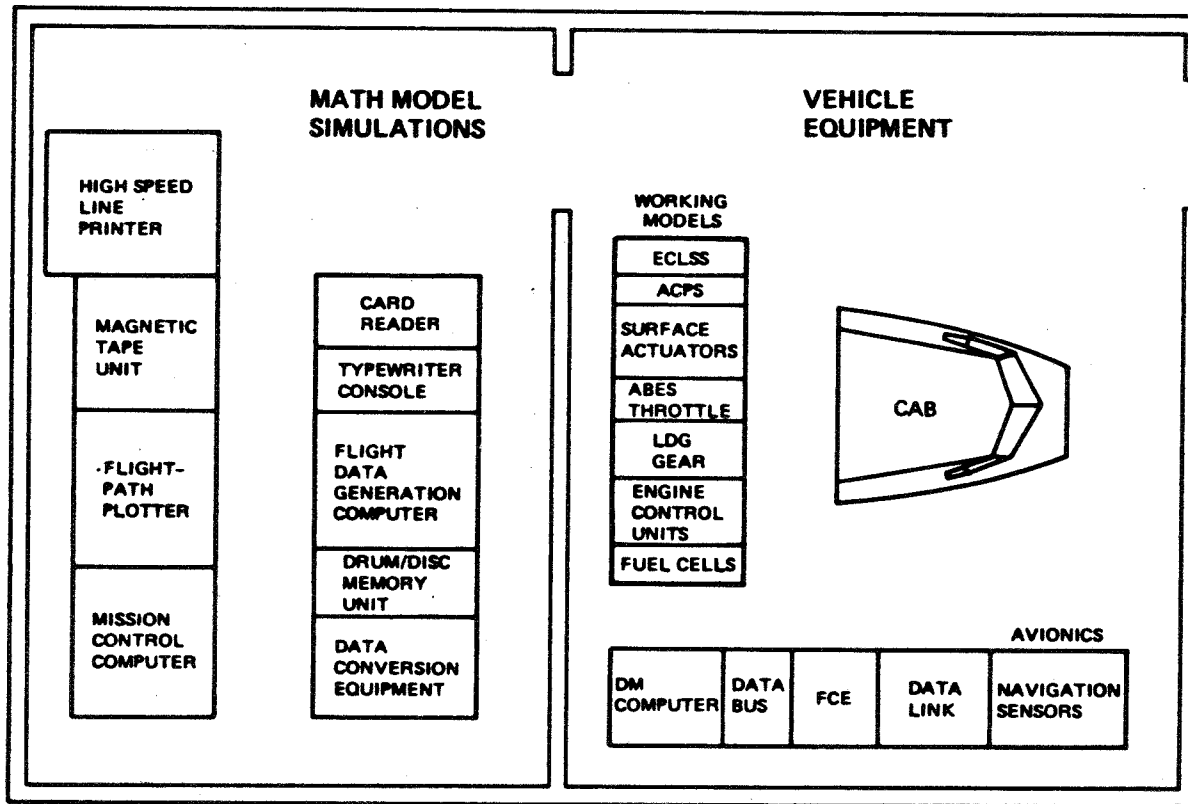 MATH MODEL
SIMULATIONS
HIGH SPEED
LINE
PRINTER
MAGNETIC
TAPE
UNIT
FLIGHT-
PATH
PLOTTER
MISSION
CONTROL
COMPUTER
CARD
READER
TYPEWRITER
CONSOLE
FLIGHT
DATA
GENERATION
COMPUTER
DRUM/DISC
MEMORY
UNIT
DATA
CONVERSION
EQUIPMENT
VEHICLE
EQUIPMENT
WORKING
MODELS
ECLSS
ACPS
SURFACE
ACTUATORS
ABES
THROTTLE
LDG
GEAR
ENGINE
CONTROL
UNITS
FUEL CELLS
CAB
AVIONICS
DM
COMPUTER
DATA
BUS
FCE
DATA
LINK
NAVIGATION
SENSORS